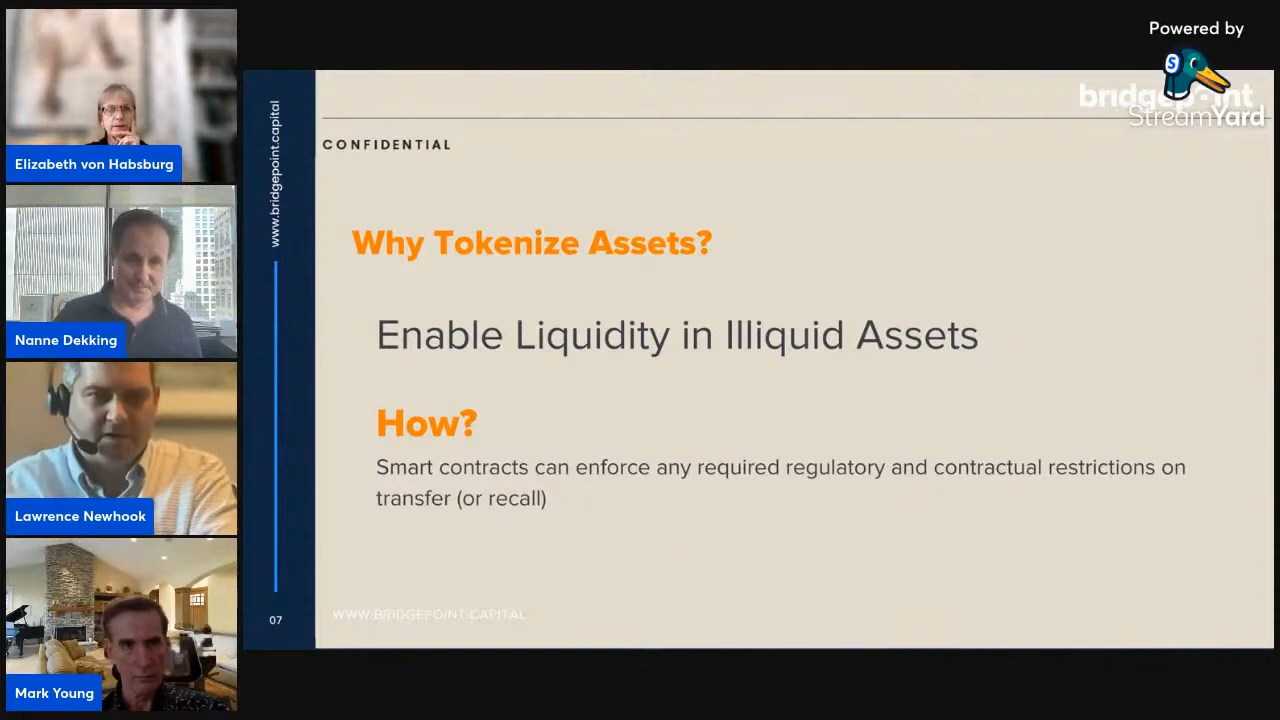 Powered by
StreamYard
bridgepoint
Elizabeth von Habsburg
Nanne Dekking
Lawrence Newhook
Mark Young
www.bridgepoint.capital
07
CONFIDENTIAL
Why Tokenize Assets?
Enable Liquidity in Illiquid Assets
How?
Smart contracts can enforce any required regulatory and contractual restrictions on
transfer (or recall)
WWW.BRIDGEPOINT.CAPITAL